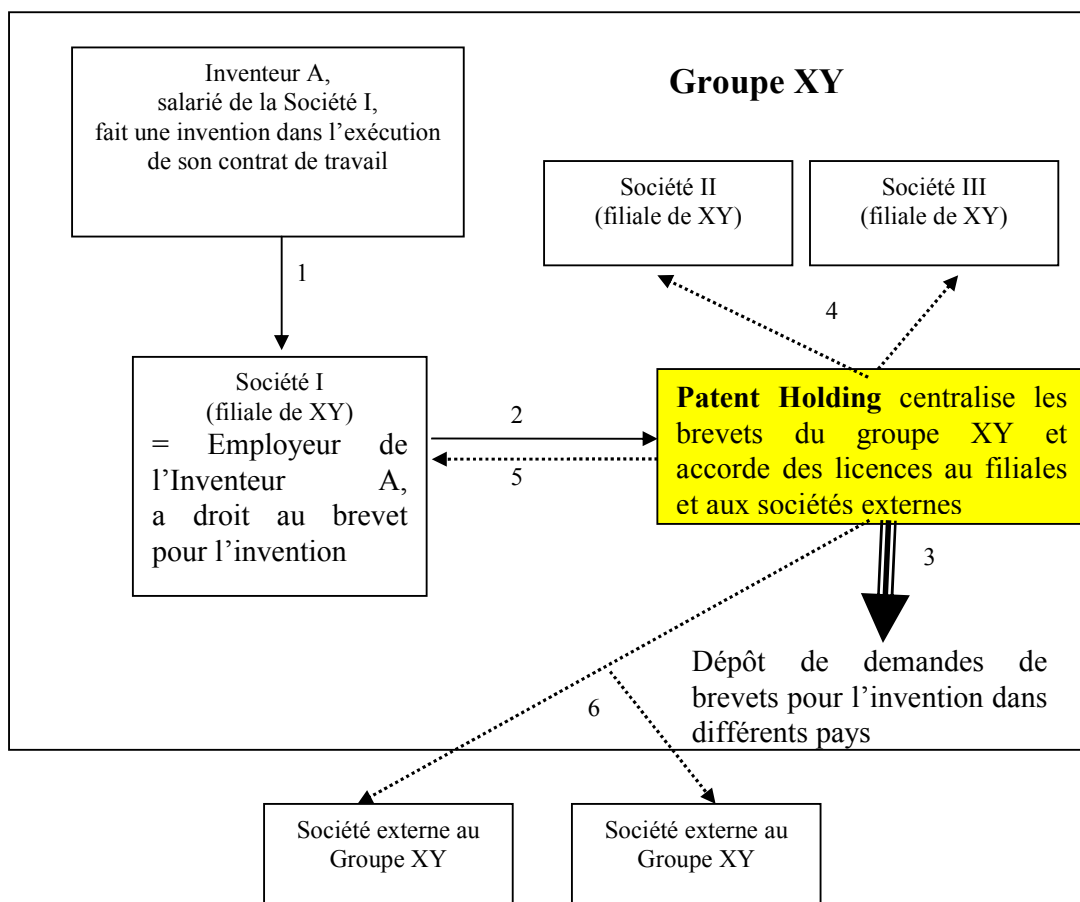 Inventeur A,
salarié de la Société I,
fait une invention dans l'exécution
de son contrat de travail
Groupe XY
Société II
(filiale de XY)
Société III
(filiale de XY)
1
4
Société I
(filiale de XY)
= Employeur de
l'Inventeur A,
a droit au brevet
pour l'invention
2
5
Patent Holding centralise les
brevets du groupe XY et
accorde des licences au filiales
et aux sociétés externes
3
Dépôt de demandes de
brevets pour l'invention dans
différents pays
6
Société externe au
Groupe XY
Société externe au
Groupe XY